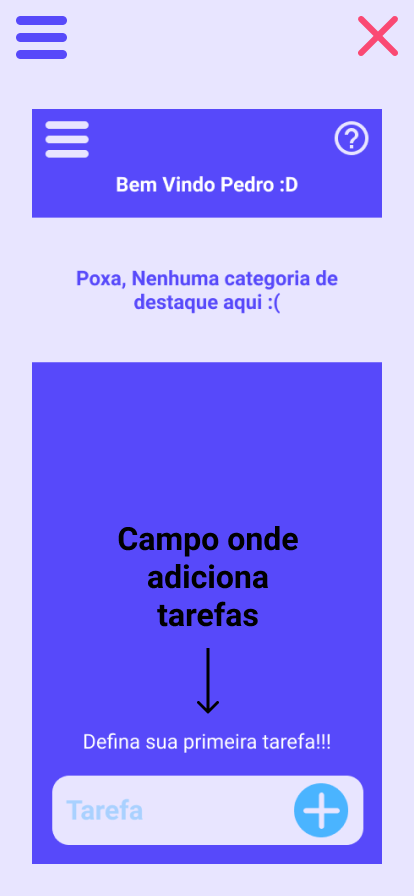 Bem Vindo Pedro :D
Poxa, Nenhuma categoria de
destaque aqui :(
Campo onde
adiciona
tarefas
Defina sua primeira tarefa!!!
Tarefa